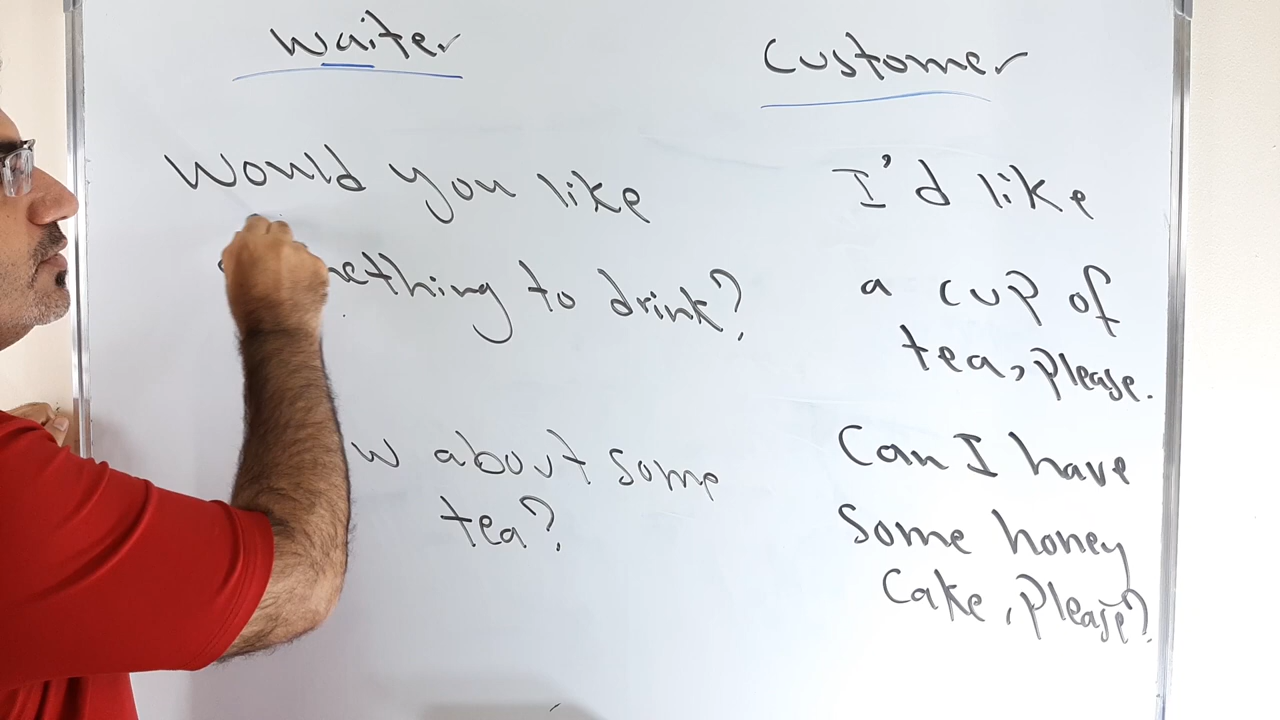 Waiter
Would you like
mething to drink?
w about some
tea?
Customer
I'd like
a cup of
tea, please.
Can I have
Some honey
Cake, please?